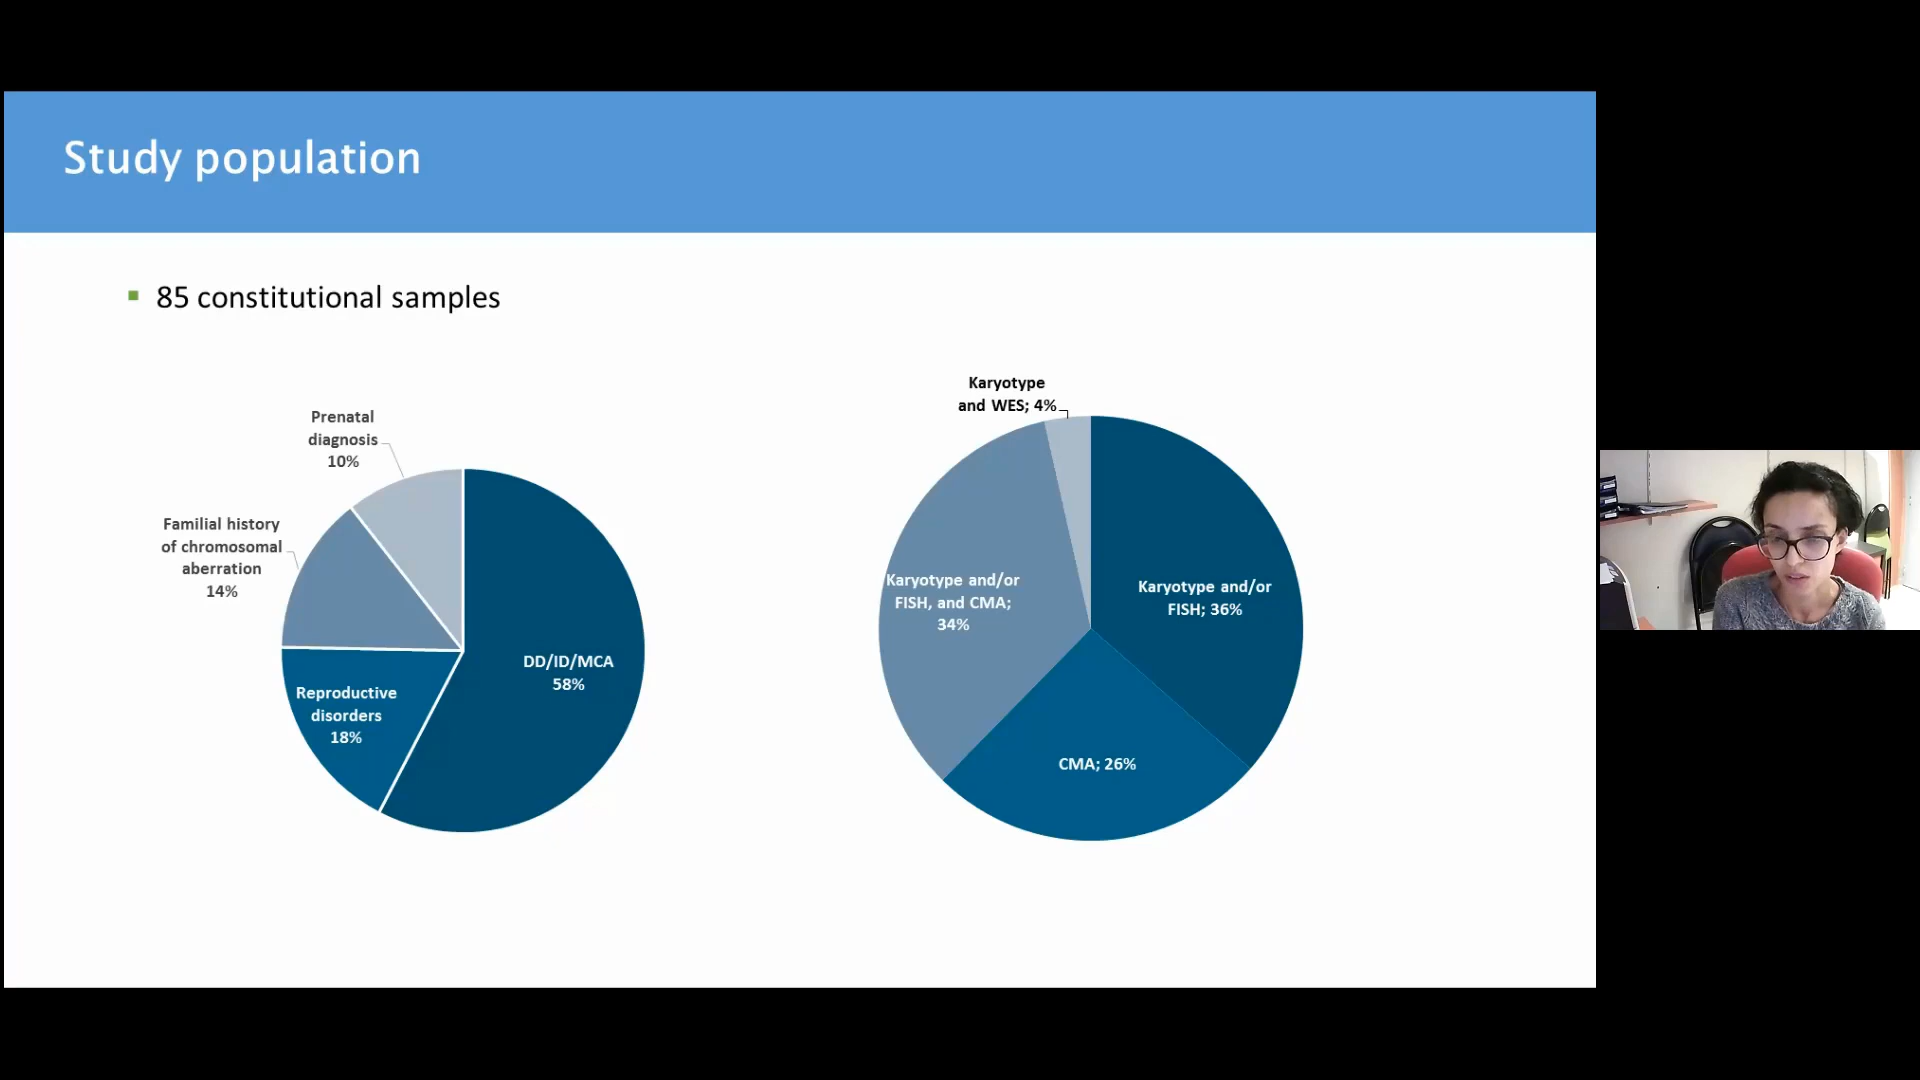 Study population
85 constitutional samples
Prenatal
diagnosis
10%
Familial history
of chromosomal
aberration
14%
Reproductive
disorders
18%
DD/ID/MCA
58%
Karyotype
and WES; 4%
Karyotype and/or
FISH, and CMA;
34%
Karyotype and/or
FISH; 36%
CMA; 26%